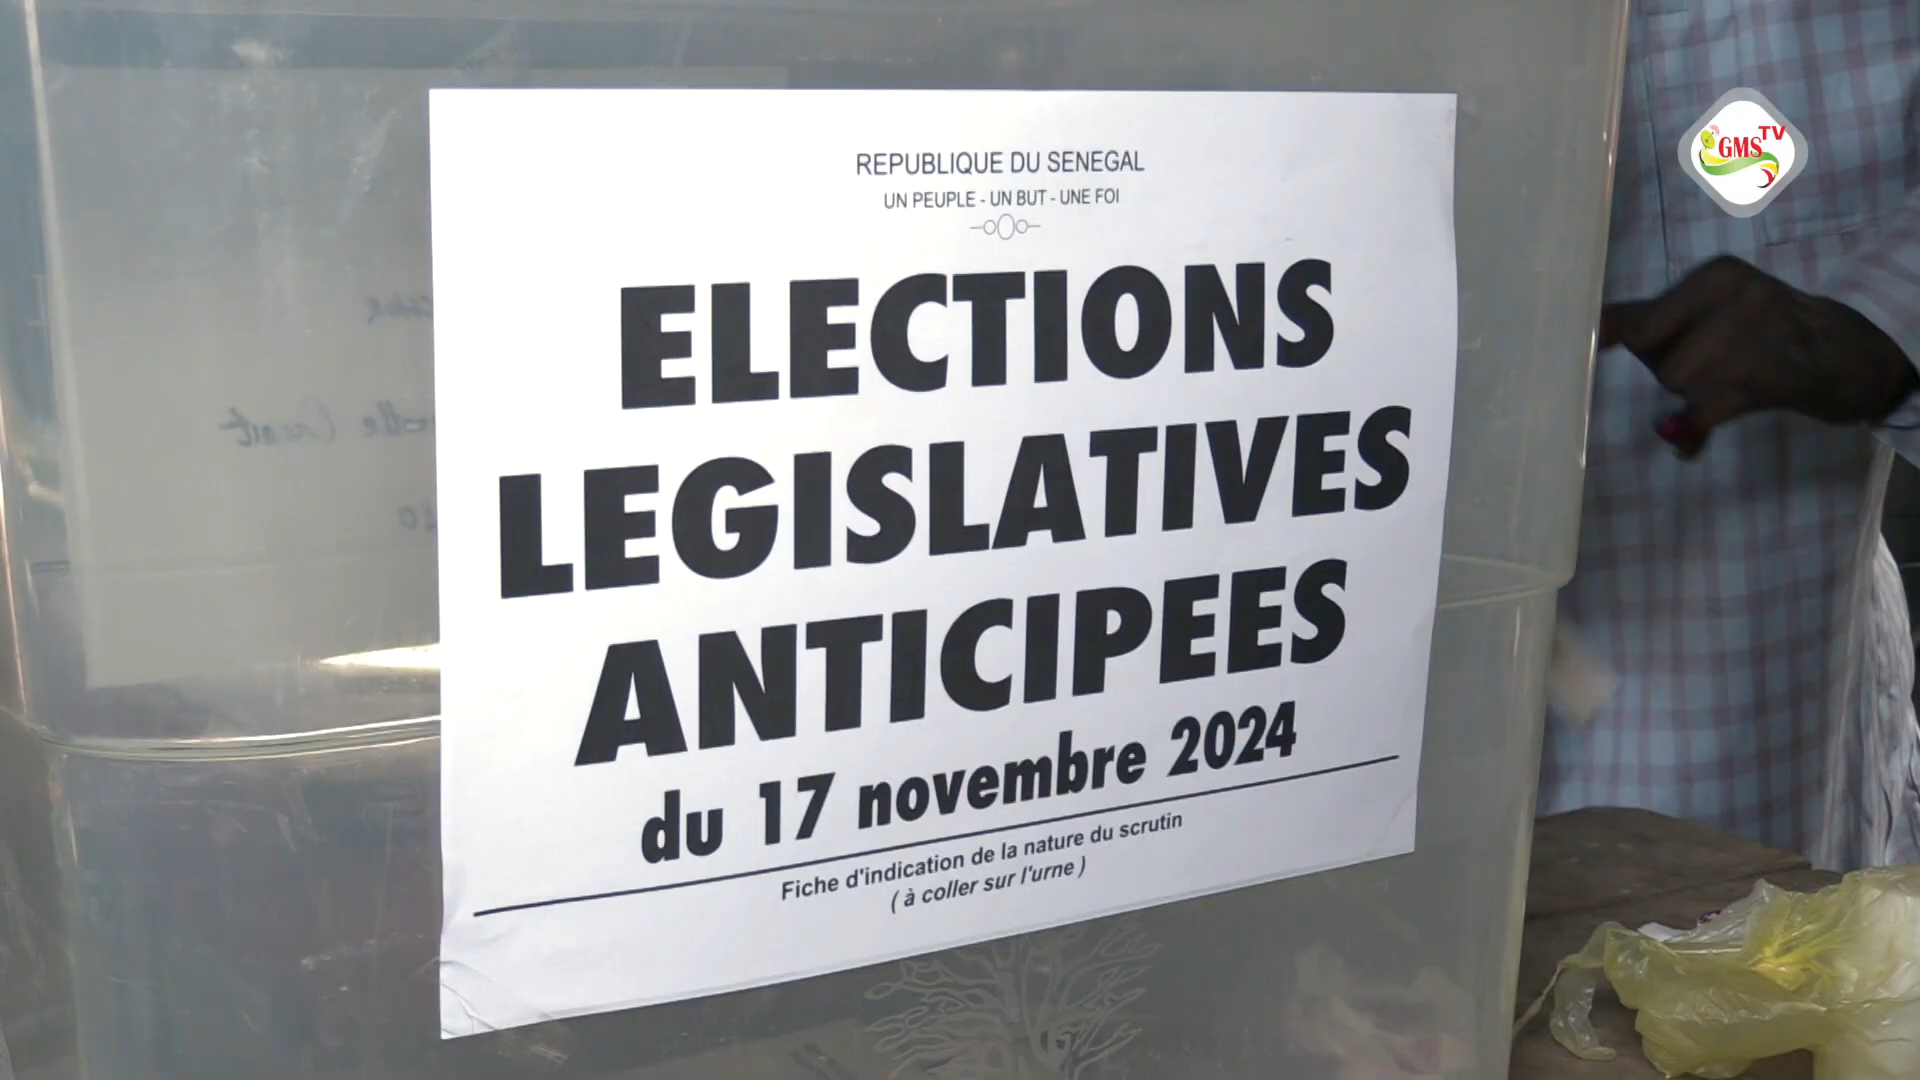 REPUBLIQUE DU SENEGAL
UN PEUPLE - UN BUT - UNE FOI
ELECTIONS
LEGISLATIVES
ANTICIPEES
du 17 novembre 2024
Fiche d'indication de la nature du scrutin
( à coller sur l'urne )
GMS TV